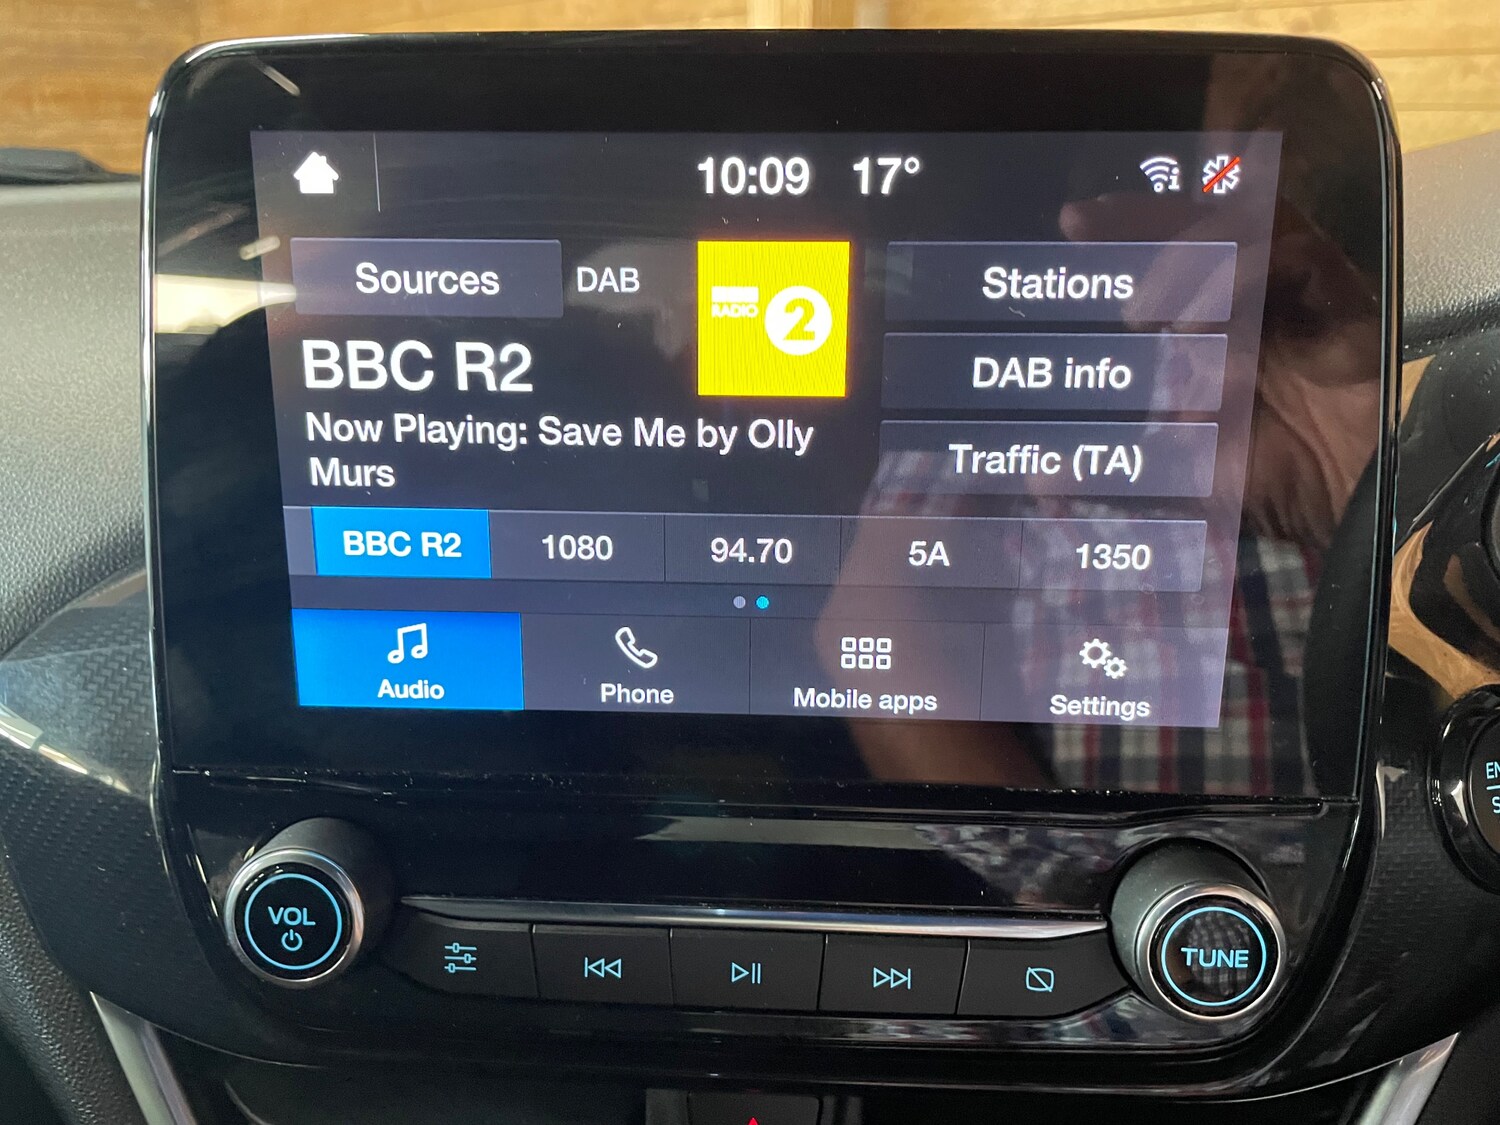 10:09 17°
Sources DAB
RADIO 2
Stations
BBC R2
DAB info
Now Playing: Save Me by Olly
Murs
Traffic (TA)
BBC R2 1080 94.70 5A 1350
Audio Phone Mobile apps Settings
VOL
TUNE